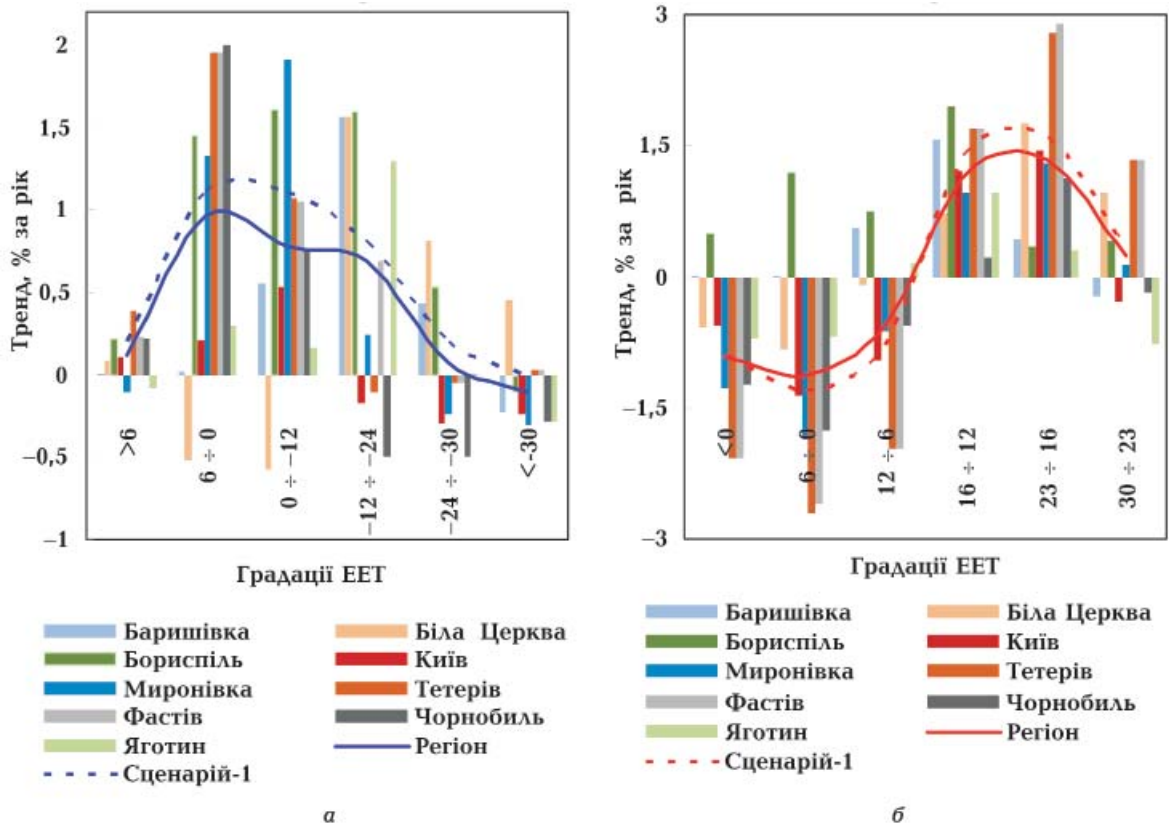 2
1,5
1
0,5
0
−0,5
−1
Тренд, % за рік
>6
6 ÷ 0
0 ÷ −12
−12 ÷ −24
−24 ÷ −30
<-30
Градації ЕЕТ
Баришівка
Біла Церква
Бориспіль
Київ
Миронівка
Тетерів
Фастів
Чорнобиль
Яготин
Регіон
Сценарій-1
а
3
1,5
0
−1,5
−3
Тренд, % за рік
<0
6 ÷ 0
12 ÷ 6
16 ÷ 12
23 ÷ 16
30 ÷ 23
Градації ЕЕТ
Баришівка
Біла Церква
Бориспіль
Київ
Миронівка
Тетерів
Фастів
Чорнобиль
Яготин
Регіон
Сценарій-1
б